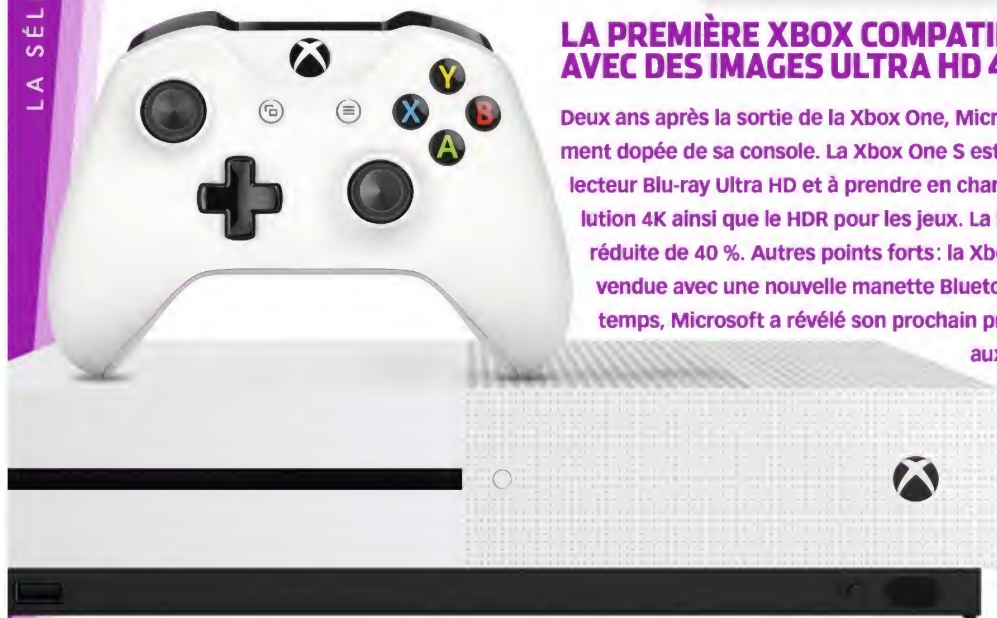 LA SÉL
LA PREMIÈRE XBOX COMPATI
AVEC DES IMAGES ULTRA HD 4
Deux ans après la sortie de la Xbox One, Micr
ment dopée de sa console. La Xbox One S est
lecteur Blu-ray Ultra HD et à prendre en char
lution 4K ainsi que le HDR pour les jeux. La
réduite de 40 %. Autres points forts: la Xb
vendue avec une nouvelle manette Blueto
temps, Microsoft a révélé son prochain p
aux
Y
X
B
A